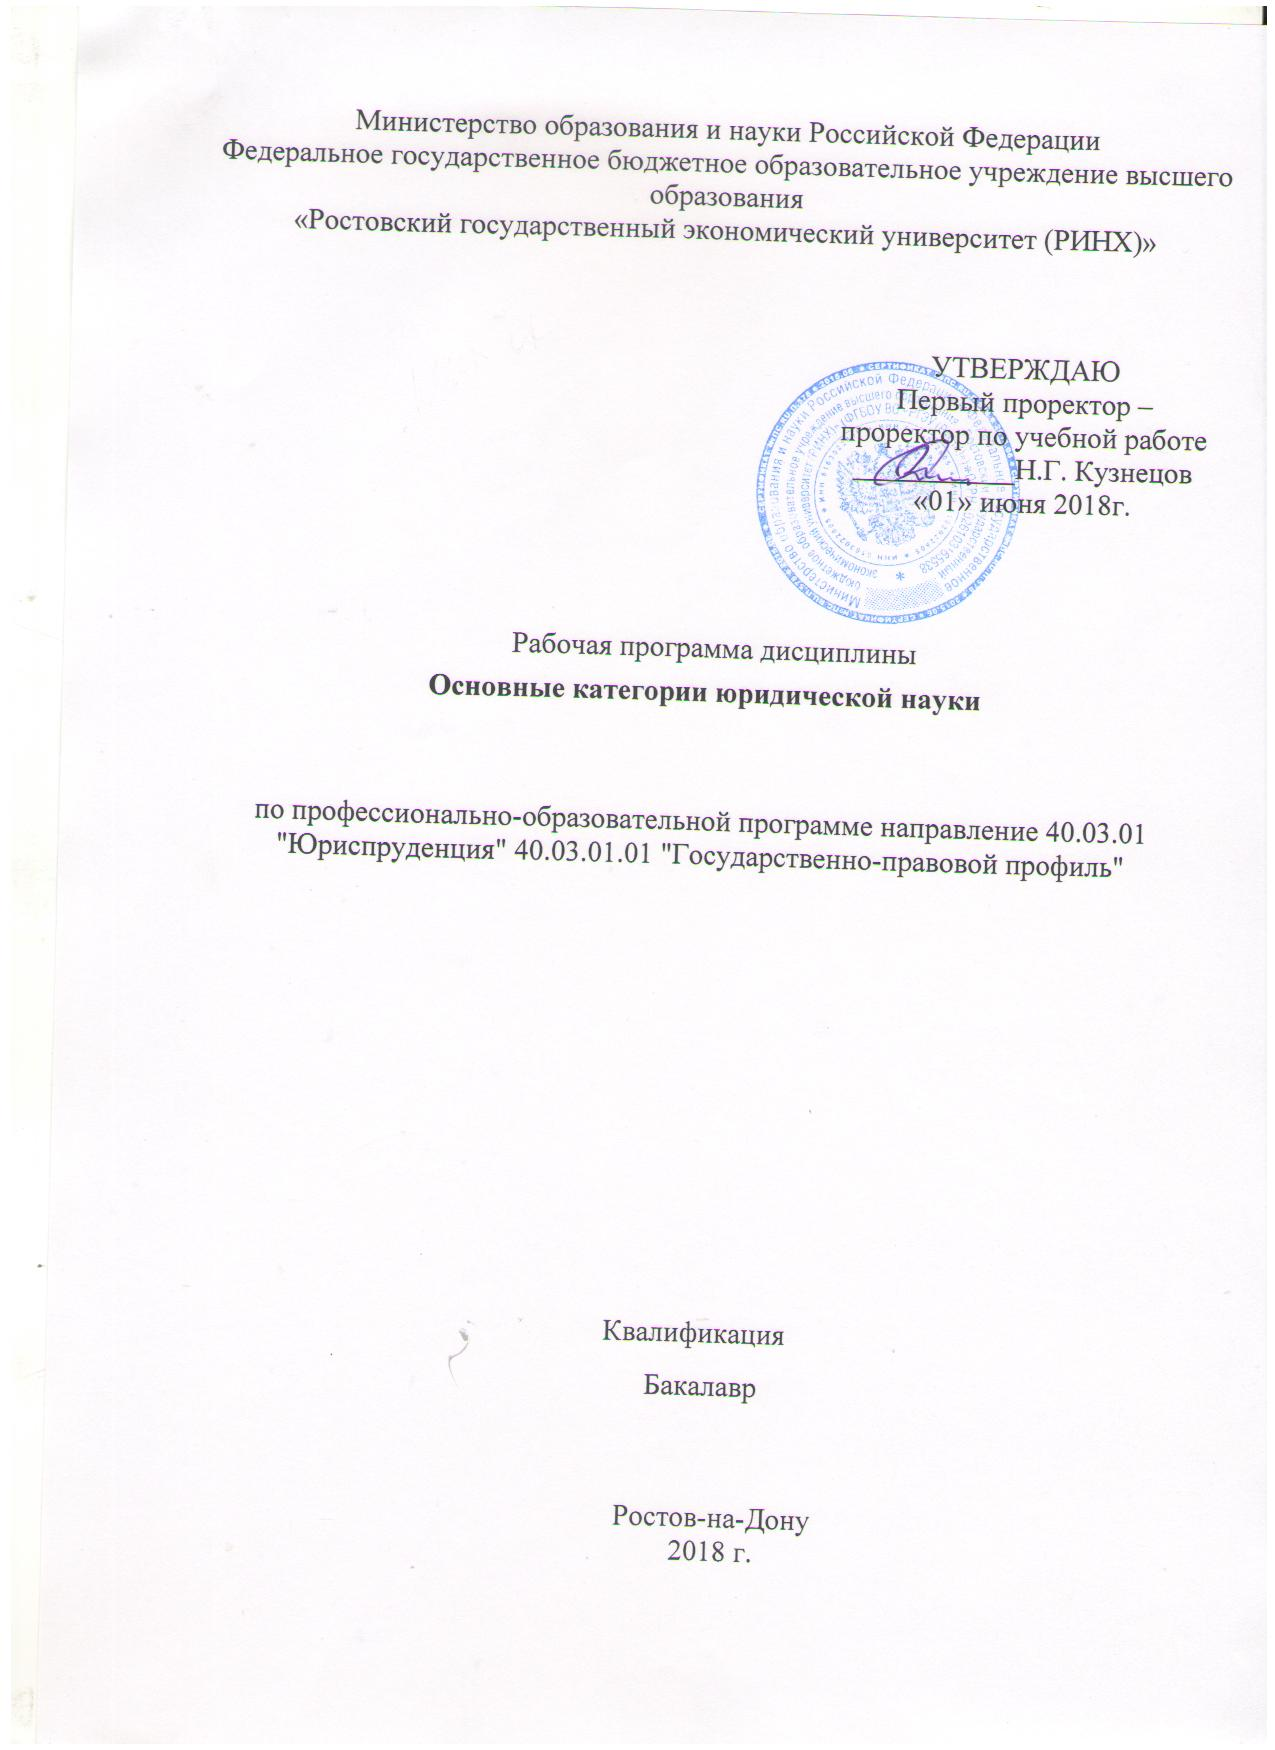 Министерство образования и науки Российской Федерации
Федеральное государственное бюджетное образовательное учреждение высшего
образования
«Ростовский государственный экономический университет (РИНХ)»
УТВЕРЖДАЮ
Первый проректор –
проректор по учебной работе
Н.Г. Кузнецов
«01» июня 2018г.
Рабочая программа дисциплины
Основные категории юридической науки
по профессионально-образовательной программе направление 40.03.01
"Юриспруденция" 40.03.01.01 "Государственно-правовой профиль"
Квалификация
Бакалавр
Ростов-на-Дону
2018 г.